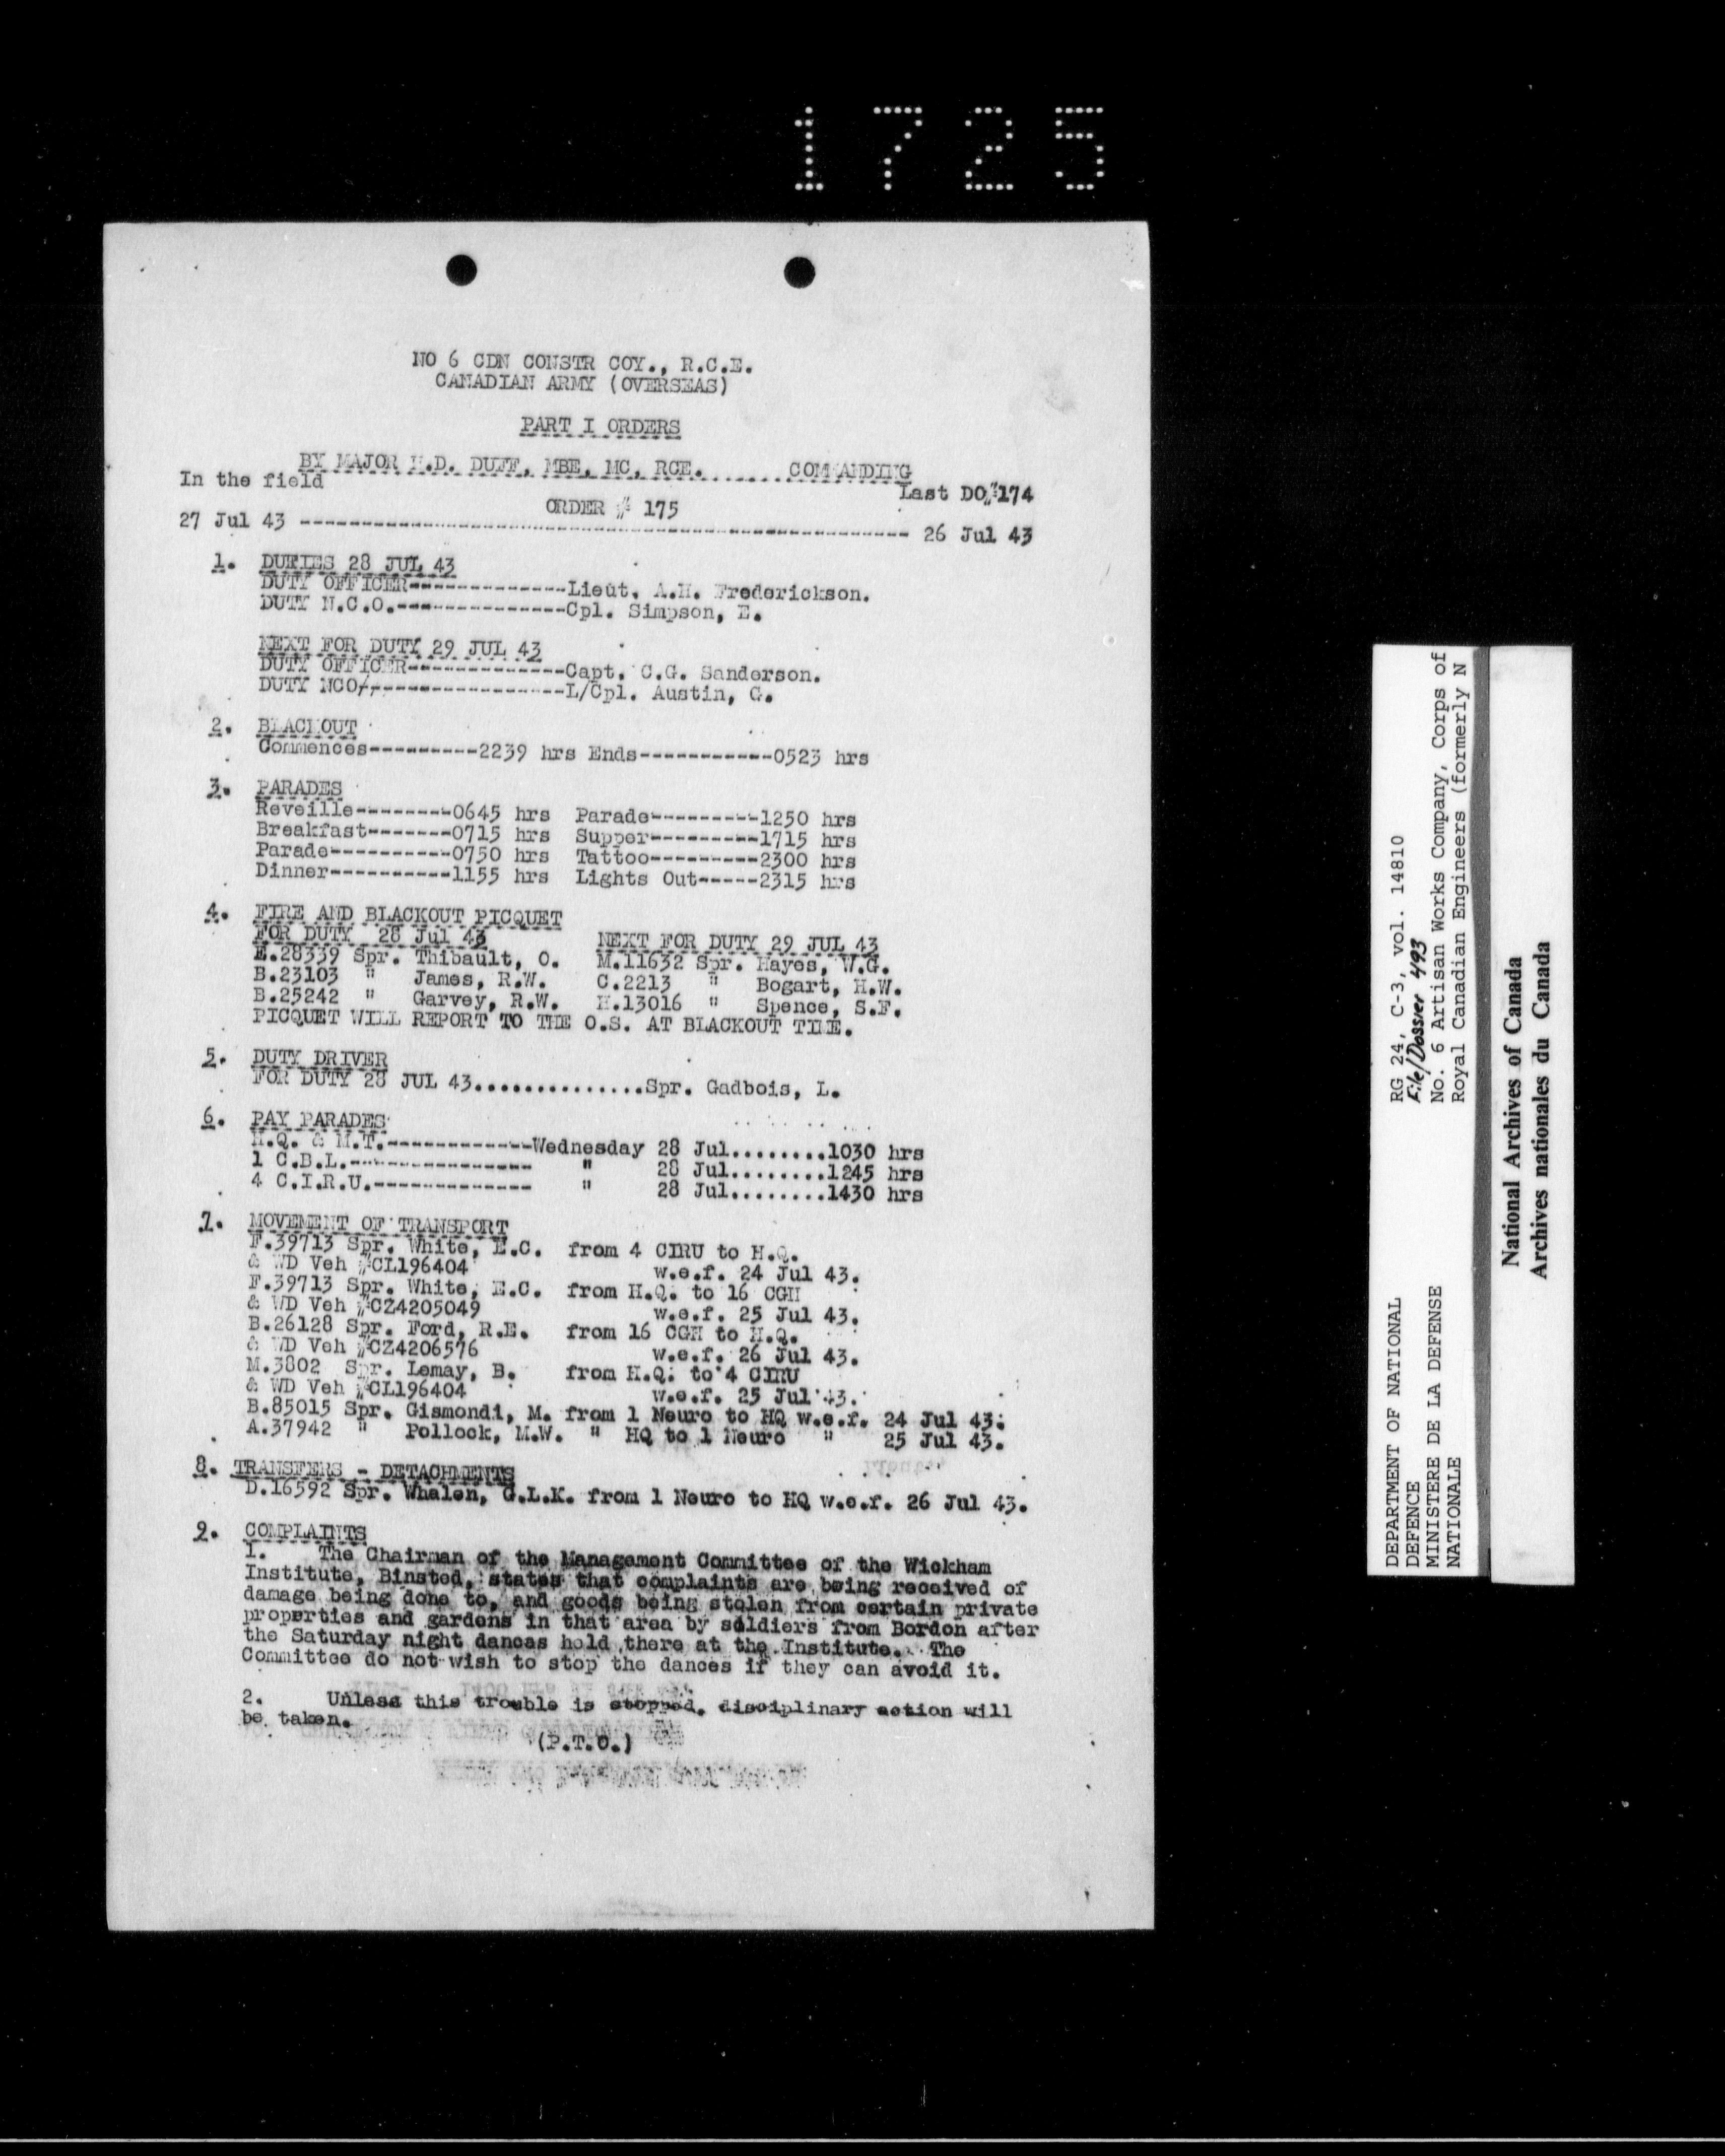 1725
NO 6 CDN CONSTR COY., R.C.E.
CANADIAN ARMY (OVERSEAS)
PART I ORDERS
BY MAJOR H.D. DUFF, MBE, MC, RCE. .......... COMMANDING
In the field
Last DO,#174
ORDER # 175
27 Jul 43 ---------------------------------------- 26 Jul 43
1. DUTIES 28 JUL 43
DUTY OFFICER-------------Lieut. A.H. Frederickson.
DUTY N.C.O.--------------Cpl. Simpson, E.
NEXT FOR DUTY 29 JUL 43
DUTY OFFICER-------------Capt. C.G. Sanderson.
DUTY NCO/----------------L/Cpl. Austin, G.
2. BLACKOUT
Commences---------2239 hrs Ends-----------0523 hrs
3. PARADES
Reveille--------0645 hrs Parade---------1250 hrs
Breakfast-------0715 hrs Supper---------1715 hrs
Parade----------0750 hrs Tattoo---------2300 hrs
Dinner----------1155 hrs Lights Out-----2315 hrs
4. FIRE AND BLACKOUT PICQUET
FOR DUTY 28 Jul 43 NEXT FOR DUTY 29 JUL 43
E.28339 Spr. Thibault, O. M.11632 Spr. Hayes, W.G.
B.23103 " James, R.W. C.2213 " Bogart, H.W.
B.25242 " Garvey, R.W. H.13016 " Spence, S.F.
PICQUET WILL REPORT TO THE O.S. AT BLACKOUT TIME.
5. DUTY DRIVER
FOR DUTY 28 JUL 43...............Spr. Gadbois, L.
6. PAY PARADES
H.Q. & M.T.------------Wednesday 28 Jul........1030 hrs
1 C.B.L.--------------- " 28 Jul........1245 hrs
4 C.I.R.U.------------- " 28 Jul........1430 hrs
7. MOVEMENT OF TRANSPORT
F.39713 Spr. White, E.C. from 4 CIRU to H.Q.
& WD Veh #CL196404 w.e.f. 24 Jul 43.
F.39713 Spr. White, E.C. from H.Q. to 16 CGH
& WD Veh #CZ4205049 w.e.f. 25 Jul 43.
B.26128 Spr. Ford, R.E. from 16 CGH to H.Q.
& WD Veh #CZ4206576 w.e.f. 26 Jul 43.
M.3802 Spr. Lemay, B. from H.Q. to 4 CIRU
& WD Veh #CL196404 w.e.f. 25 Jul 43.
B.85015 Spr. Gismondi, M. from 1 Neuro to HQ w.e.f. 24 Jul 43.
A.37942 " Pollock, M.W. " HQ to 1 Neuro " 25 Jul 43.
8. TRANSFERS - DETACHMENTS
D.16592 Spr. Whalen, G.L.K. from 1 Neuro to HQ w.e.f. 26 Jul 43.
9. COMPLAINTS
1. The Chairman of the Management Committee of the Wickham
Institute, Binsted, states that complaints are being received of
damage being done to, and goods being stolen from certain private
properties and gardens in that area by soldiers from Bordon after
the Saturday night dances held there at the Institute. The
Committee do not wish to stop the dances if they can avoid it.
2. Unless this trouble is stopped, disciplinary action will
be taken.
(P.T.O.)
DEPARTMENT OF NATIONAL
DEFENCE
MINISTERE DE LA DEFENSE
NATIONALE
RG 24, C-3, vol. 14810
File/Dossier 493
No. 6 Artisan Works Company, Corps of
Royal Canadian Engineers (formerly N
National Archives of Canada
Archives nationales du Canada